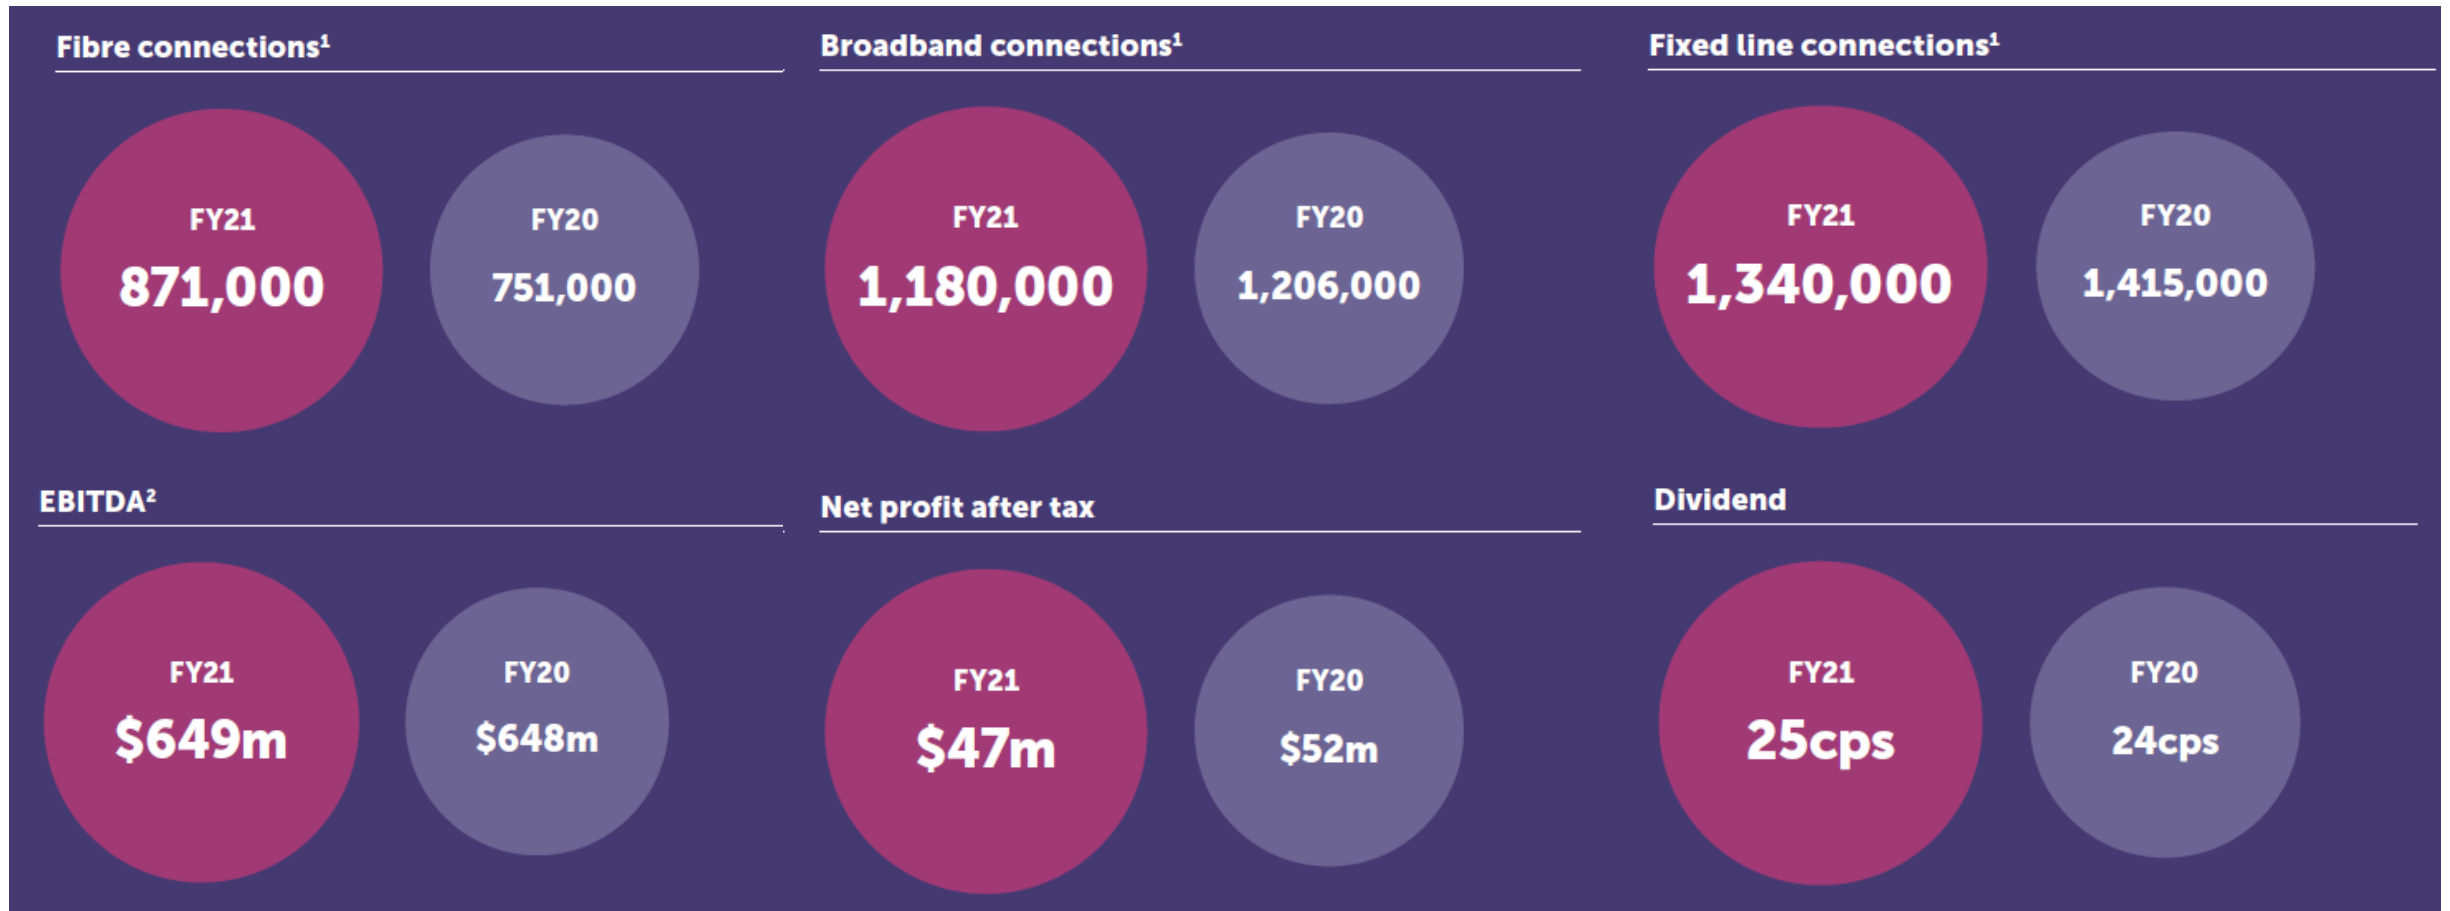 Fibre connections¹
FY21
871,000
FY20
751,000
Broadband connections¹
FY21
1,180,000
FY20
1,206,000
Fixed line connections¹
FY21
1,340,000
FY20
1,415,000
EBITDA²
FY21
$649m
FY20
$648m
Net profit after tax
FY21
$47m
FY20
$52m
Dividend
FY21
25cps
FY20
24cps